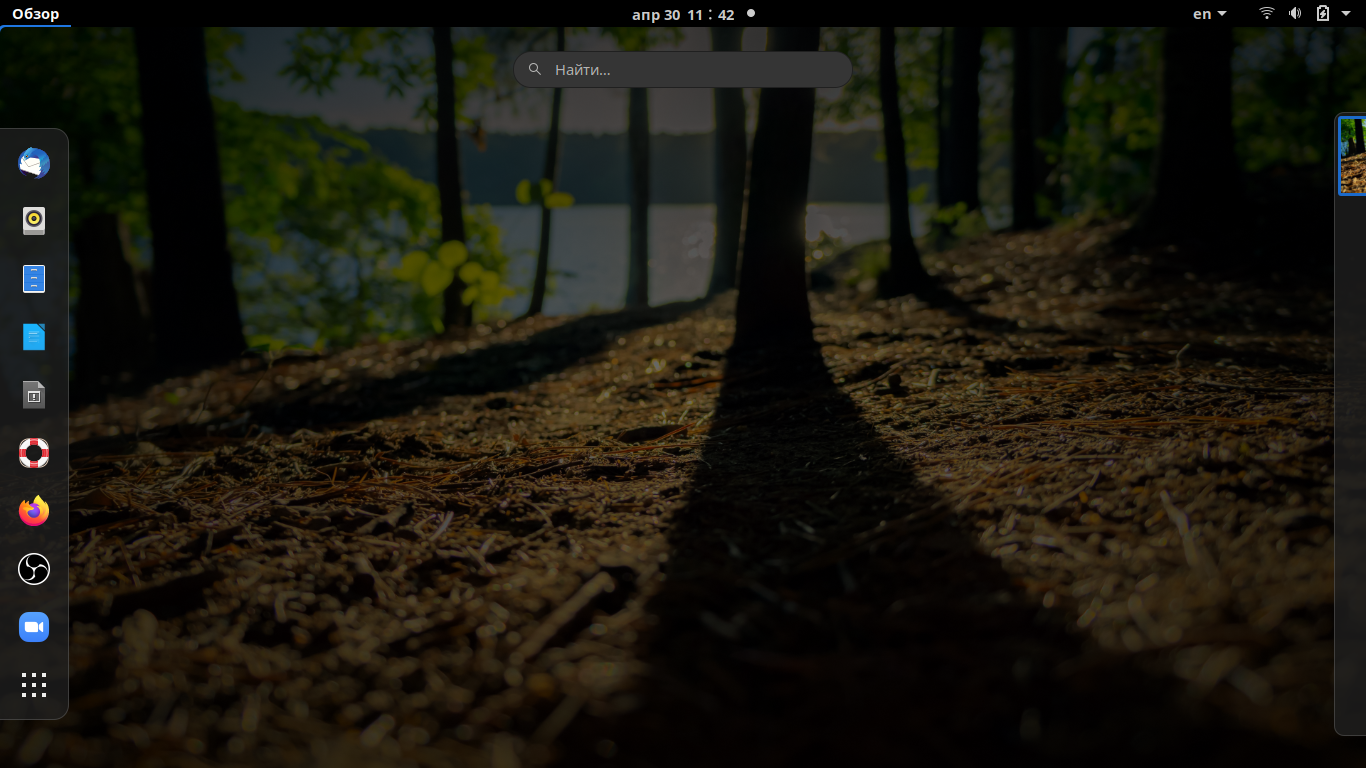 Обзор
апр 30 11 : 42
en
Найти...